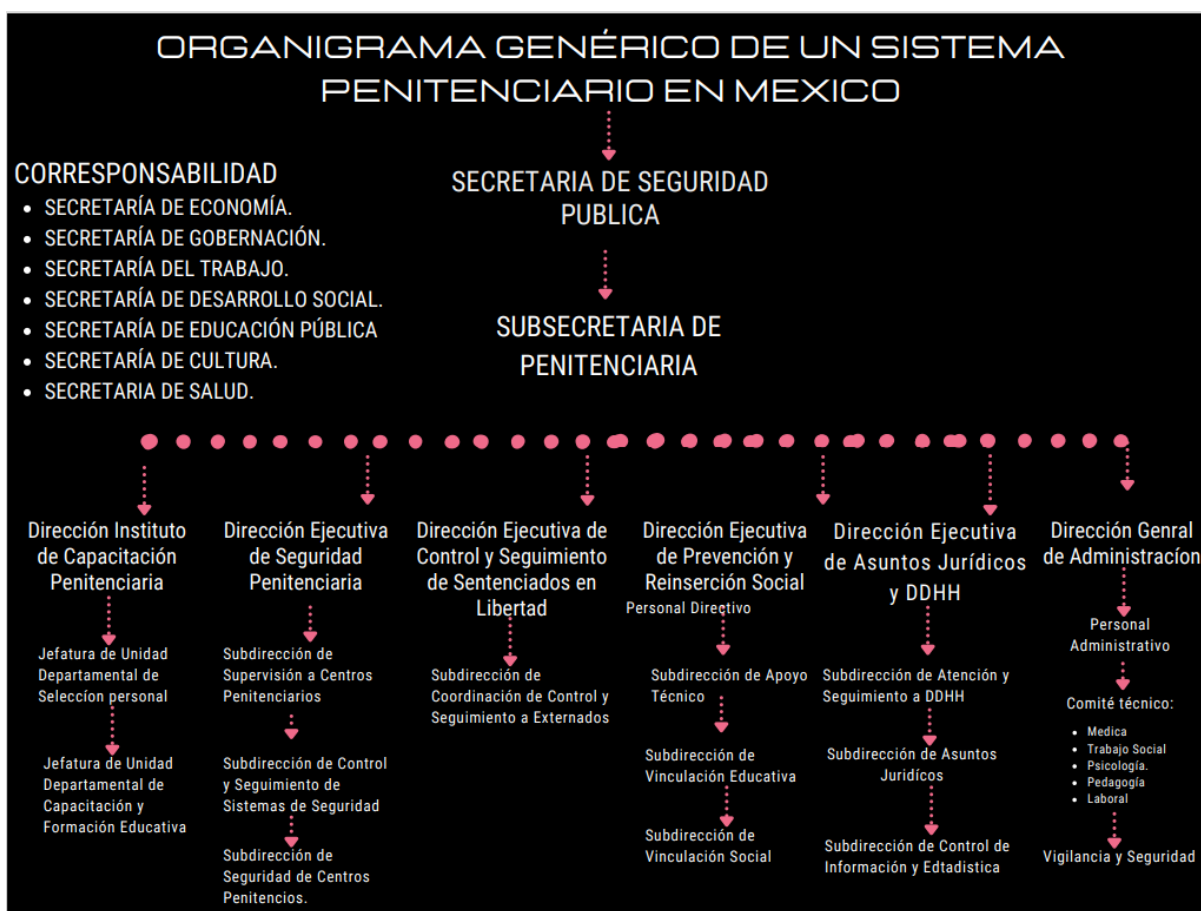 ORGANIGRAMA GENÉRICO DE UN SISTEMA
PENITENCIARIO EN MEXICO
CORRESPONSABILIDAD
• SECRETARÍA DE ECONOMÍA.
• SECRETARÍA DE GOBERNACIÓN.
• SECRETARÍA DEL TRABAJO.
• SECRETARÍA DE DESARROLLO SOCIAL.
• SECRETARÍA DE EDUCACIÓN PÚBLICA
• SECRETARÍA DE CULTURA.
• SECRETARIA DE SALUD.
SECRETARIA DE SEGURIDAD
PUBLICA
SUBSECRETARIA DE
PENITENCIARIA
Dirección Instituto
de Capacitación
Penitenciaria
Jefatura de Unidad
Departamental de
Seleccíon personal
Jefatura de Unidad
Departamental de
Capacitación y
Formación Educativa
Dirección Ejecutiva
de Seguridad
Penitenciaria
Subdirección de
Supervisión a Centros
Penitenciarios
Subdirección de Control
y Seguimiento de
Sistemas de Seguridad
Subdirección de
Seguridad de Centros
Penitencios.
Dirección Ejecutiva de
Control y Seguimiento
de Sentenciados en
Libertad
Subdirección de
Coordinación de Control y
Seguimiento a Externados
Dirección Ejecutiva
de Prevención y
Reinserción Social
Personal Directivo
Subdirección de Apoyo
Técnico
Subdirección de
Vinculación Educativa
Subdirección de
Vinculación Social
Dirección Ejecutiva
de Asuntos Jurídicos
y DDHH
Subdirección de Atención y
Seguimiento a DDHH
Subdirección de Asuntos
Juridícos
Subdirección de Control de
Información y Edtadistica
Dirección Genral
de Administracíon
Personal
Administrativo
Comité técnico:
• Medica
• Trabajo Social
• Psicología.
• Pedagogía
• Laboral
Vigilancia y Seguridad